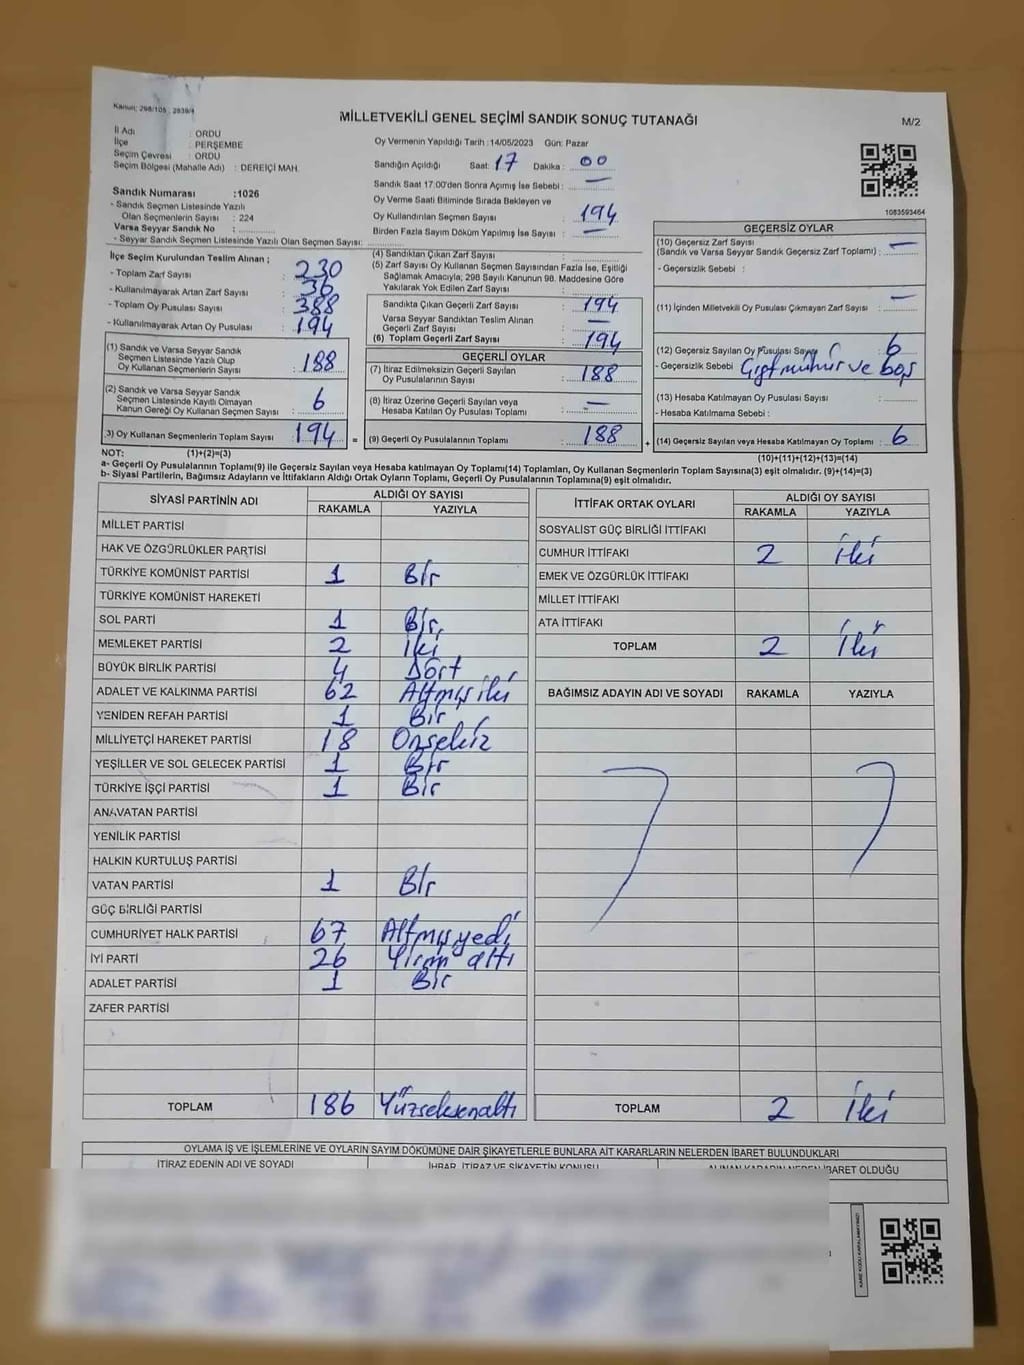 Kanun; 298/105 ; 2839/4
MİLLETVEKİLİ GENEL SEÇİMİ SANDIK SONUÇ TUTANAĞI
M/2
İl Adı : ORDU
İlçe : PERŞEMBE
Seçim Çevresi : ORDU
Seçim Bölgesi (Mahalle Adı) : DEREİÇİ MAH.
Sandık Numarası :1026
- Sandık Seçmen Listesinde Yazılı
Olan Seçmenlerin Sayısı : 224
Varsa Seyyar Sandık No :
- Seyyar Sandık Seçmen Listesinde Yazılı Olan Seçmen Sayısı:
Oy Vermenin Yapıldığı Tarih :14/05/2023 Gün: Pazar
Sandığın Açıldığı Saat: 17 Dakika : 00
Sandık Saat 17:00'den Sonra Açımış İse Sebebi : —
Oy Verme Saati Bitiminde Sırada Bekleyen ve
Oy Kullandırılan Seçmen Sayısı : 194
Birden Fazla Sayım Döküm Yapılmış İse Sayısı : —
1083593464
İlçe Seçim Kurulundan Teslim Alınan ;
- Toplam Zarf Sayısı : 230
- Kullanılmayarak Artan Zarf Sayısı : 36
- Toplam Oy Pusulası : 388
- Kullanılmayarak Artan Oy Pusulası : 194
(1) Sandık ve Varsa Seyyar Sandık
Seçmen Listesinde Yazılı Olup
Oy Kullanan Seçmenlerin Sayısı : 188
(2) Sandık ve Varsa Seyyar Sandık
Seçmen Listesinde Kayıtlı Olmayan
Kanun Gereği Oy Kullanan Seçmen Sayısı : 6
3) Oy Kullanan Seçmenlerin Toplam Sayısı : 194 =
(4) Sandıktan Çıkan Zarf Sayısı :
(5) Zarf Sayısı Oy Kullanan Seçmen Sayısından Fazla İse, Eşitliği
Sağlamak Amacıyla; 298 Sayılı Kanunun 98. Maddesine Göre
Yakılarak Yok Edilen Zarf Sayısı :
Sandıkta Çıkan Geçerli Zarf Sayısı : 194
Varsa Seyyar Sandıktan Teslim Alınan
Geçerli Zarf Sayısı : —
(6) Toplam Geçerli Zarf Sayısı : 194
GEÇERLİ OYLAR
(7) İtiraz Edilmeksizin Geçerli Sayılan
Oy Pusulalarının Sayısı : 188
(8) İtiraz Üzerine Geçerli Sayılan veya
Hesaba Katılan Oy Pusulası Toplamı : —
(9) Geçerli Oy Pusulalarının Toplamı : 188 +
GEÇERSİZ OYLAR
(10) Geçersiz Zarf Sayısı
(Sandık ve Varsa Seyyar Sandık Geçersiz Zarf Toplamı) : —
- Geçersizlik Sebebi :
(11) İçinden Milletvekili Oy Pusulası Çıkmayan Zarf Sayısı : —
(12) Geçersiz Sayılan Oy Pusulası Sayısı : 6
- Geçersizlik Sebebi : Çift mühür ve boş
(13) Hesaba Katılmayan Oy Pusulası Sayısı :
- Hesaba Katılmama Sebebi :
(14) Geçersiz Sayılan veya Hesaba Katılmayan Oy Toplamı : 6
NOT: (1)+(2)=(3)
(10)+(11)+(12)+(13)=(14)
a- Geçerli Oy Pusulalarının Toplamı(9) ile Geçersiz Sayılan veya Hesaba katılmayan Oy Toplamı(14) Toplamları, Oy Kullanan Seçmenlerin Toplam Sayısına(3) eşit olmalıdır. (9)+(14)=(3)
b- Siyasi Partilerin, Bağımsız Adayların ve İttifakların Aldığı Ortak Oyların Toplamı, Geçerli Oy Pusulalarının Toplamına(9) eşit olmalıdır.
SİYASİ PARTİNİN ADI ALDIĞI OY SAYISI
RAKAMLA YAZIYLA
MİLLET PARTİSİ
HAK VE ÖZGÜRLÜKLER PARTİSİ
TÜRKİYE KOMÜNİST PARTİSİ 1 Bir
TÜRKİYE KOMÜNİST HAREKETİ
SOL PARTİ 1 Bir
MEMLEKET PARTİSİ 2 iki
BÜYÜK BİRLİK PARTİSİ 4 Dört
ADALET VE KALKINMA PARTİSİ 62 Altmış iki
YENİDEN REFAH PARTİSİ 1 Bir
MİLLİYETÇİ HAREKET PARTİSİ 18 Onsekiz
YEŞİLLER VE SOL GELECEK PARTİSİ 1 Bir
TÜRKİYE İŞÇİ PARTİSİ 1 Bir
ANAVATAN PARTİSİ
YENİLİK PARTİSİ
HALKIN KURTULUŞ PARTİSİ
VATAN PARTİSİ 1 Bir
GÜÇ BİRLİĞİ PARTİSİ
CUMHURİYET HALK PARTİSİ 67 Altmış yedi
İYİ PARTİ 26 Yirmi altı
ADALET PARTİSİ 1 Bir
ZAFER PARTİSİ
TOPLAM 186 Yüzseksenaltı
İTTİFAK ORTAK OYLARI ALDIĞI OY SAYISI
RAKAMLA YAZIYLA
SOSYALİST GÜÇ BİRLİĞİ İTTİFAKI
CUMHUR İTTİFAKI 2 iki
EMEK VE ÖZGÜRLÜK İTTİFAKI
MİLLET İTTİFAKI
ATA İTTİFAKI
TOPLAM 2 iki
BAĞIMSIZ ADAYIN ADI VE SOYADI RAKAMLA YAZIYLA
TOPLAM 2 iki
OYLAMA İŞ VE İŞLEMLERİNE VE OYLARIN SAYIM DÖKÜMÜNE DAİR ŞİKAYETLERLE BUNLARA AİT KARARLARIN NELERDEN İBARET BULUNDUKLARI
İTİRAZ EDENİN ADI VE SOYADI İHBAR, İTİRAZ VE ŞİKAYETİN KONUSU ALINAN KARARIN NEDEN İBARET OLDUĞU
KARE KODU KARALAMAYINIZ!